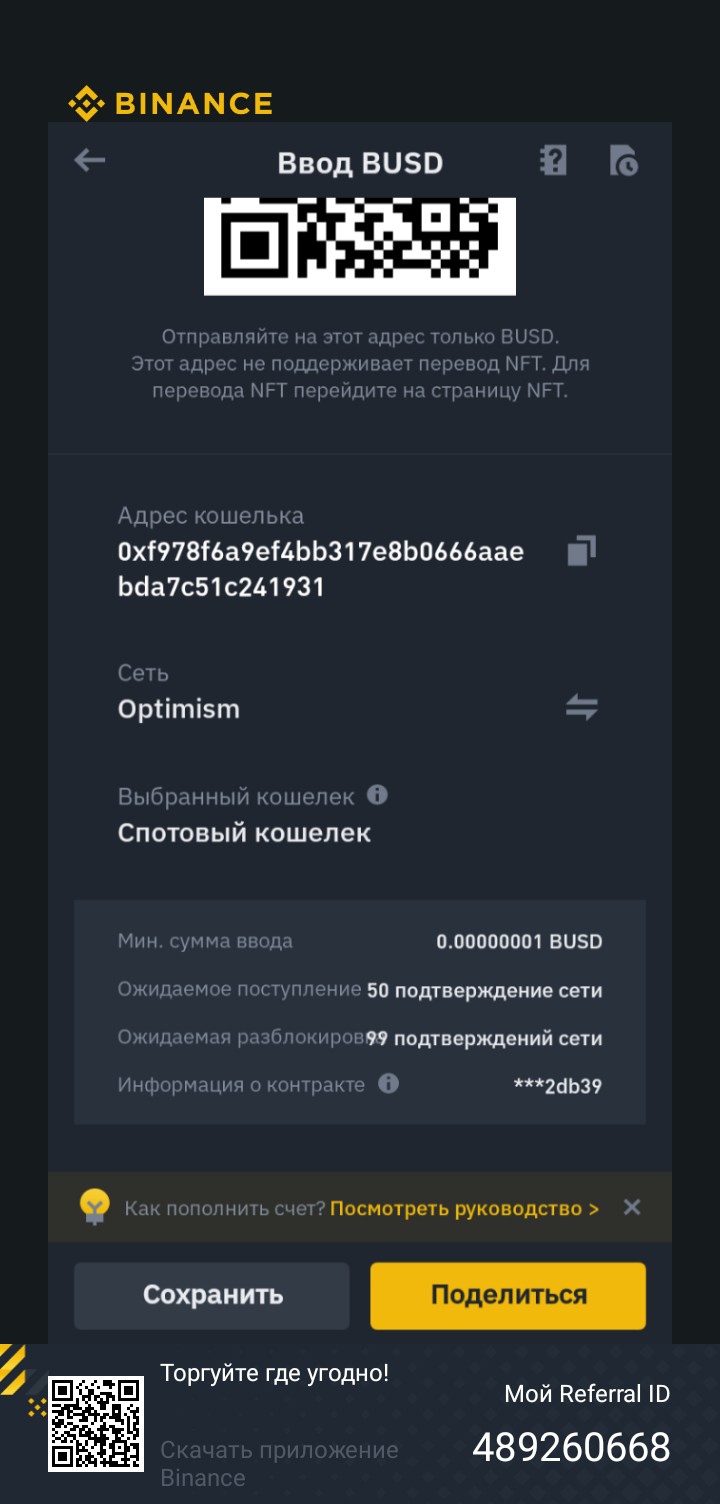 BINANCE
Ввод BUSD
Отправляйте на этот адрес только BUSD.
Этот адрес не поддерживает перевод NFT. Для
перевода NFT перейдите на страницу NFT.
Адрес кошелька
0xf978f6a9ef4bb317e8b0666aae
bda7c51c241931
Сеть
Optimism
Выбранный кошелек
Спотовый кошелек
Мин. сумма ввода 0.00000001 BUSD
Ожидаемое поступление 50 подтверждение сети
Ожидаемая разблокиров 99 подтверждений сети
Информация о контракте ***2db39
Как пополнить счет? Посмотреть руководство >
Сохранить Поделиться
Торгуйте где угодно!
Мой Referral ID
489260668
Скачать приложение
Binance